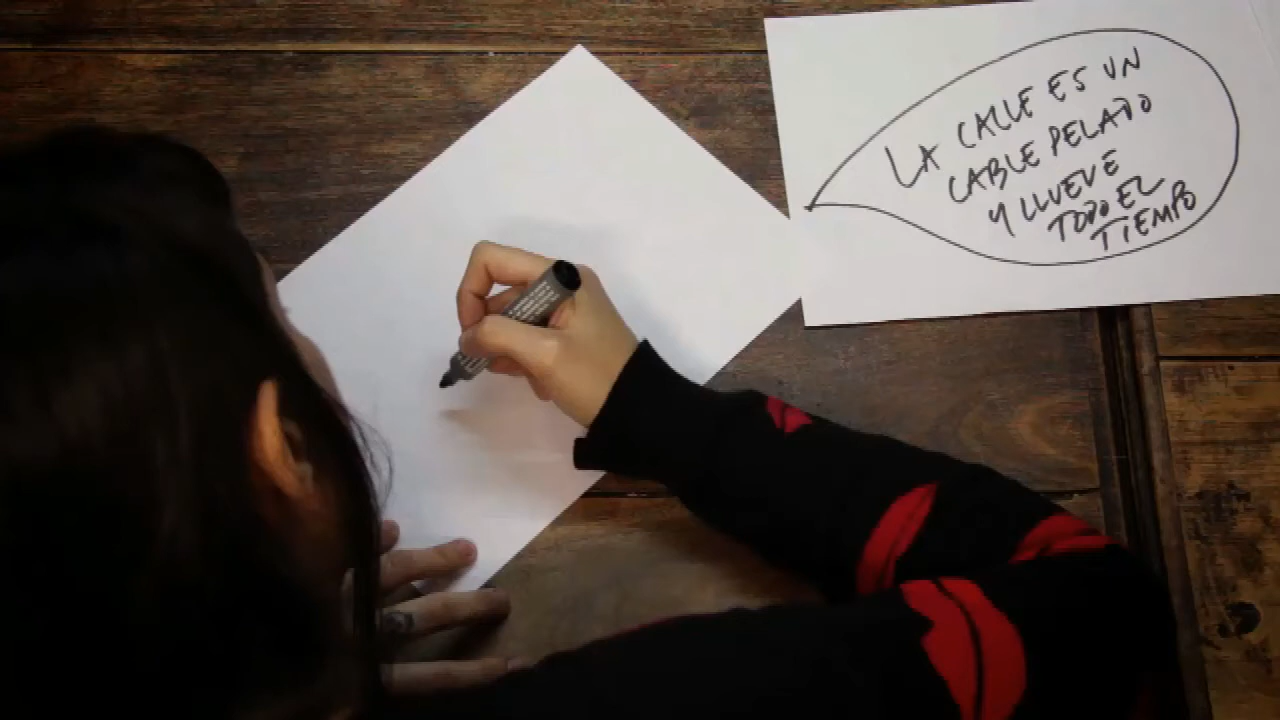 LA CALLE ES UN
CABLE PELADO
Y LLUEVE
TODO EL
TIEMPO